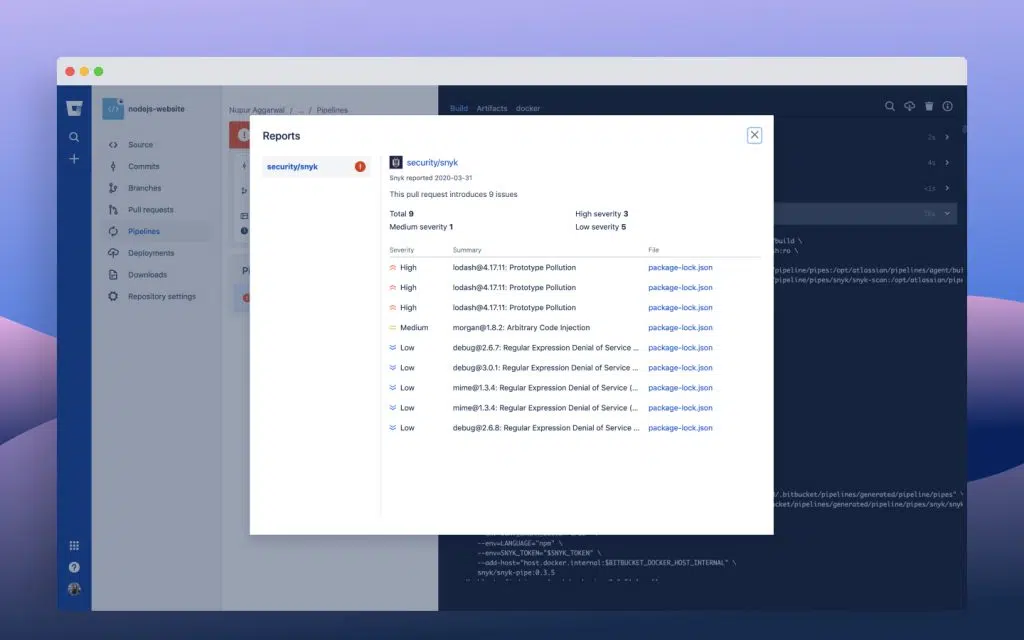 nodejs-website
Source
Commits
Branches
Pull requests
Pipelines
Deployments
Downloads
Repository settings
Nupur Aggarwal / ... / Pipelines
Build Artifacts docker
2s
4s
<1s
Reports
security/snyk
security/snyk
Snyk reported 2020-03-31
This pull request introduces 9 issues
Total 9 High severity 3
Medium severity 1 Low severity 5
Severity Summary File
High lodash@4.17.11: Prototype Pollution package-lock.json
High lodash@4.17.11: Prototype Pollution package-lock.json
High lodash@4.17.11: Prototype Pollution package-lock.json
Medium morgan@1.8.2: Arbitrary Code Injection package-lock.json
Low debug@2.6.7: Regular Expression Denial of Service ... package-lock.json
Low debug@3.0.1: Regular Expression Denial of Service ... package-lock.json
Low mime@1.3.4: Regular Expression Denial of Service (... package-lock.json
Low mime@1.3.4: Regular Expression Denial of Service (... package-lock.json
Low debug@2.6.8: Regular Expression Denial of Service ... package-lock.json
build \
:ro \
/pipeline/pipes:/opt/atlassian/pipelines/agent/bui
/pipeline/pipes/snyk/snyk-scan:/opt/atlassian/pipe
/.bitbucket/pipelines/generated/pipeline/pipes" \
cket/pipelines/generated/pipeline/pipes/snyk/snyk
--env=LANGUAGE="npm" \
--env=SNYK_TOKEN="$SNYK_TOKEN" \
--add-host="host.docker.internal:$BITBUCKET_DOCKER_HOST_INTERNAL" \
snyk/snyk-pipe:0.3.5